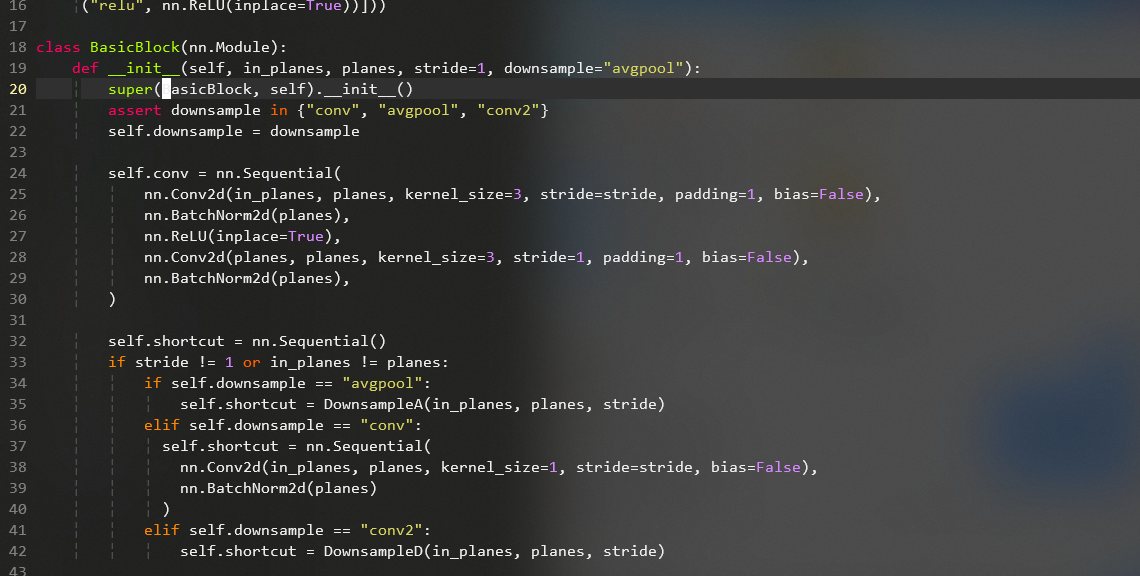 16 ("relu", nn.ReLU(inplace=True))]))
17
18 class BasicBlock(nn.Module):
19 def __init__(self, in_planes, planes, stride=1, downsample="avgpool"):
20 super(BasicBlock, self).__init__()
21 assert downsample in {"conv", "avgpool", "conv2"}
22 self.downsample = downsample
23
24 self.conv = nn.Sequential(
25 nn.Conv2d(in_planes, planes, kernel_size=3, stride=stride, padding=1, bias=False),
26 nn.BatchNorm2d(planes),
27 nn.ReLU(inplace=True),
28 nn.Conv2d(planes, planes, kernel_size=3, stride=1, padding=1, bias=False),
29 nn.BatchNorm2d(planes),
30 )
31
32 self.shortcut = nn.Sequential()
33 if stride != 1 or in_planes != planes:
34 if self.downsample == "avgpool":
35 self.shortcut = DownsampleA(in_planes, planes, stride)
36 elif self.downsample == "conv":
37 self.shortcut = nn.Sequential(
38 nn.Conv2d(in_planes, planes, kernel_size=1, stride=stride, bias=False),
39 nn.BatchNorm2d(planes)
40 )
41 elif self.downsample == "conv2":
42 self.shortcut = DownsampleD(in_planes, planes, stride)
43